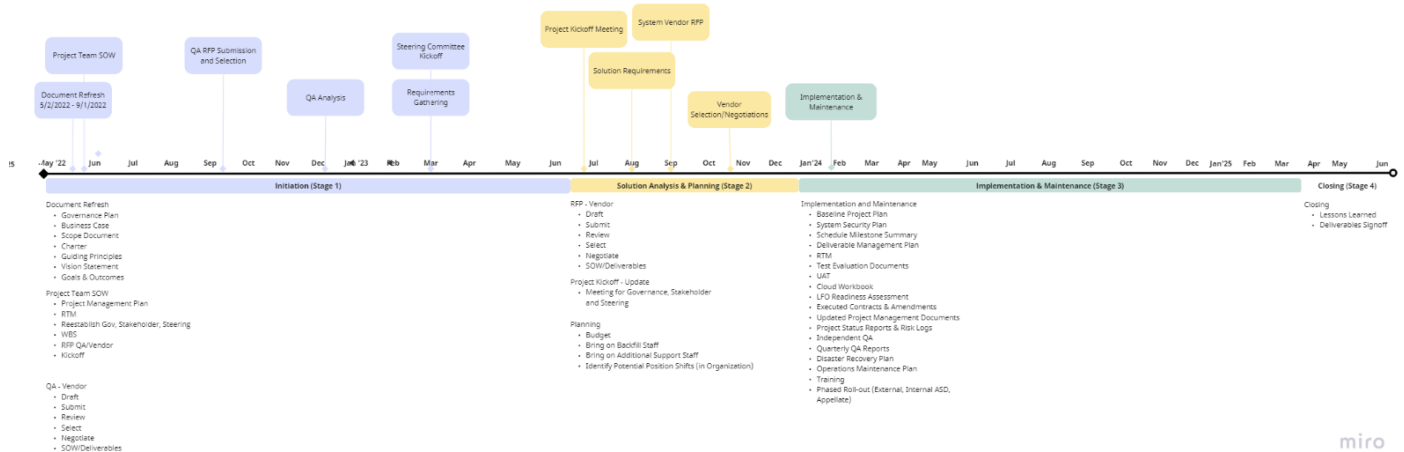 System Vendor RFP
Project Kickoff Meeting
Project Team SOW
QA RFP Submission
and Selection
Steering Committee
Kickoff
Solution Requirements
Document Refresh
5/2/2022 - 9/1/2022
QA Analysis
Requirements
Gathering
Vendor
Selection/Negotiations
Implementation &
Maintenance
May '22 Jun Jul Aug Sep Oct Nov Dec Jan '23 Feb Mar Apr May Jun Jul Aug Sep Oct Nov Dec Jan'24 Feb Mar Apr May Jun Jul Aug Sep Oct Nov Dec Jan'25 Feb Mar Apr May Jun
Initiation (Stage 1)
Solution Analysis & Planning (Stage 2)
Implementation & Maintenance (Stage 3)
Closing (Stage 4)
Document Refresh
• Governance Plan
• Business Case
• Scope Document
• Charter
• Guiding Principles
• Vision Statement
• Goals & Outcomes
Project Team SOW
• Project Management Plan
• RTM
• Reestablish Gov, Stakeholder, Steering
• WBS
• RFP QA/Vendor
• Kickoff
QA - Vendor
• Draft
• Submit
• Review
• Select
• Negotiate
• SOW/Deliverables
RFP - Vendor
• Draft
• Submit
• Review
• Select
• Negotiate
• SOW/Deliverables
Project Kickoff - Update
• Meeting for Governance, Stakeholder
and Steering
Planning
• Budget
• Bring on Backfill Staff
• Bring on Additional Support Staff
• Identify Potential Position Shifts (in Organization)
Implementation and Maintenance
• Baseline Project Plan
• System Security Plan
• Schedule Milestone Summary
• Deliverable Management Plan
• RTM
• Test Evaluation Documents
• UAT
• Cloud Workbook
• LFO Readiness Assessment
• Executed Contracts & Amendments
• Updated Project Management Documents
• Project Status Reports & Risk Logs
• Independent QA
• Quarterly QA Reports
• Disaster Recovery Plan
• Operations Maintenance Plan
• Training
• Phased Roll-out (External, Internal ASD,
Appellate)
Closing
• Lessons Learned
• Deliverables Signoff
miro